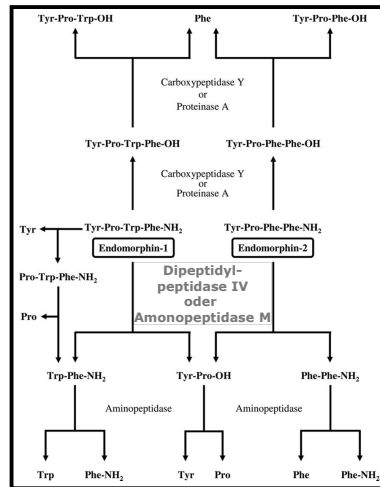 Tyr-Pro-Trp-OH Phe Tyr-Pro-Phe-OH
Carboxypeptidase Y
or
Proteinase A
Tyr-Pro-Trp-Phe-OH Tyr-Pro-Phe-Phe-OH
Carboxypeptidase Y
or
Proteinase A
Tyr Tyr-Pro-Trp-Phe-NH₂ Tyr-Pro-Phe-Phe-NH₂
Endomorphin-1 Endomorphin-2
Pro-Trp-Phe-NH₂
Dipeptidyl-
peptidase IV
oder
Amonopeptidase M
Pro
Trp-Phe-NH₂ Tyr-Pro-OH Phe-Phe-NH₂
Aminopeptidase Aminopeptidase
Trp Phe-NH₂ Tyr Pro Phe Phe-NH₂